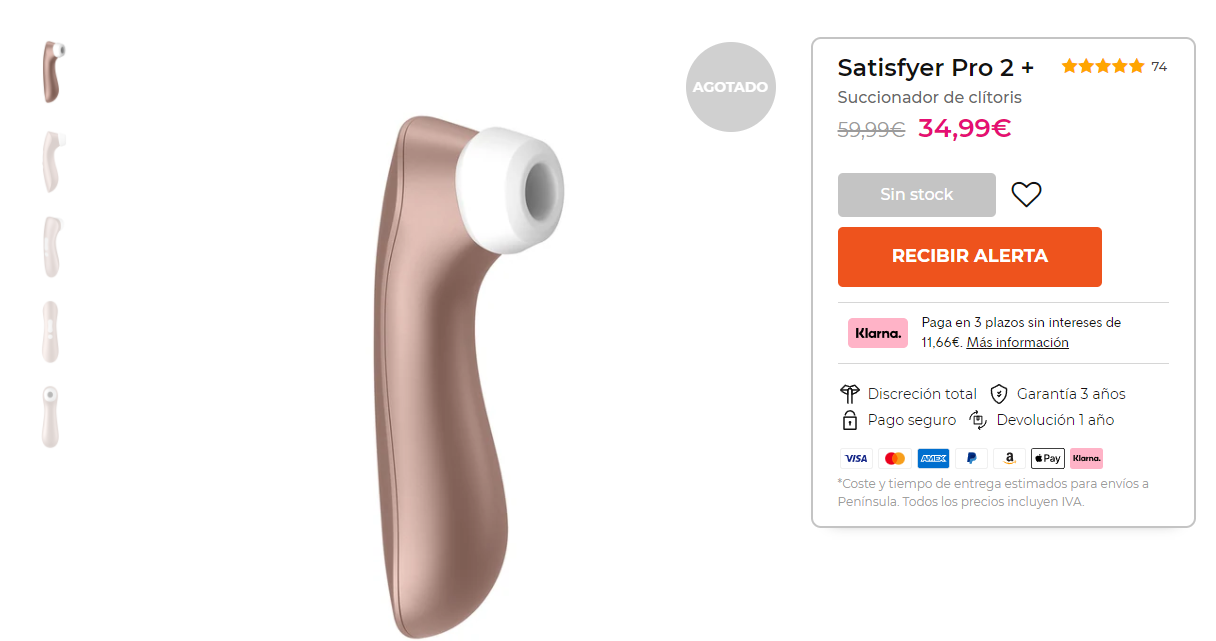 AGOTADO
Satisfyer Pro 2 + 74
Succionador de clítoris
59,99€ 34,99€
Sin stock
RECIBIR ALERTA
Klarna. Paga en 3 plazos sin intereses de
11,66€. Más información
Discreción total Garantía 3 años
Pago seguro Devolución 1 año
VISA AMEX a Pay Klarna.
*Coste y tiempo de entrega estimados para envíos a
Península. Todos los precios incluyen IVA.